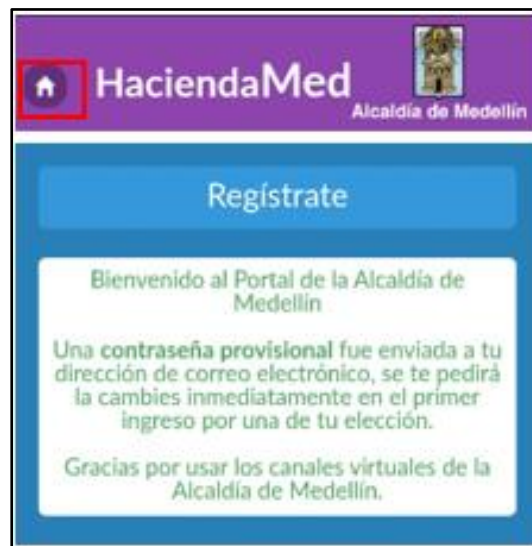 HaciendaMed
Alcaldía de Medellín
Regístrate
Bienvenido al Portal de la Alcaldía de
Medellín
Una contraseña provisional fue enviada a tu
dirección de correo electrónico, se te pedirá
la cambies inmediatamente en el primer
ingreso por una de tu elección.
Gracias por usar los canales virtuales de la
Alcaldía de Medellín.